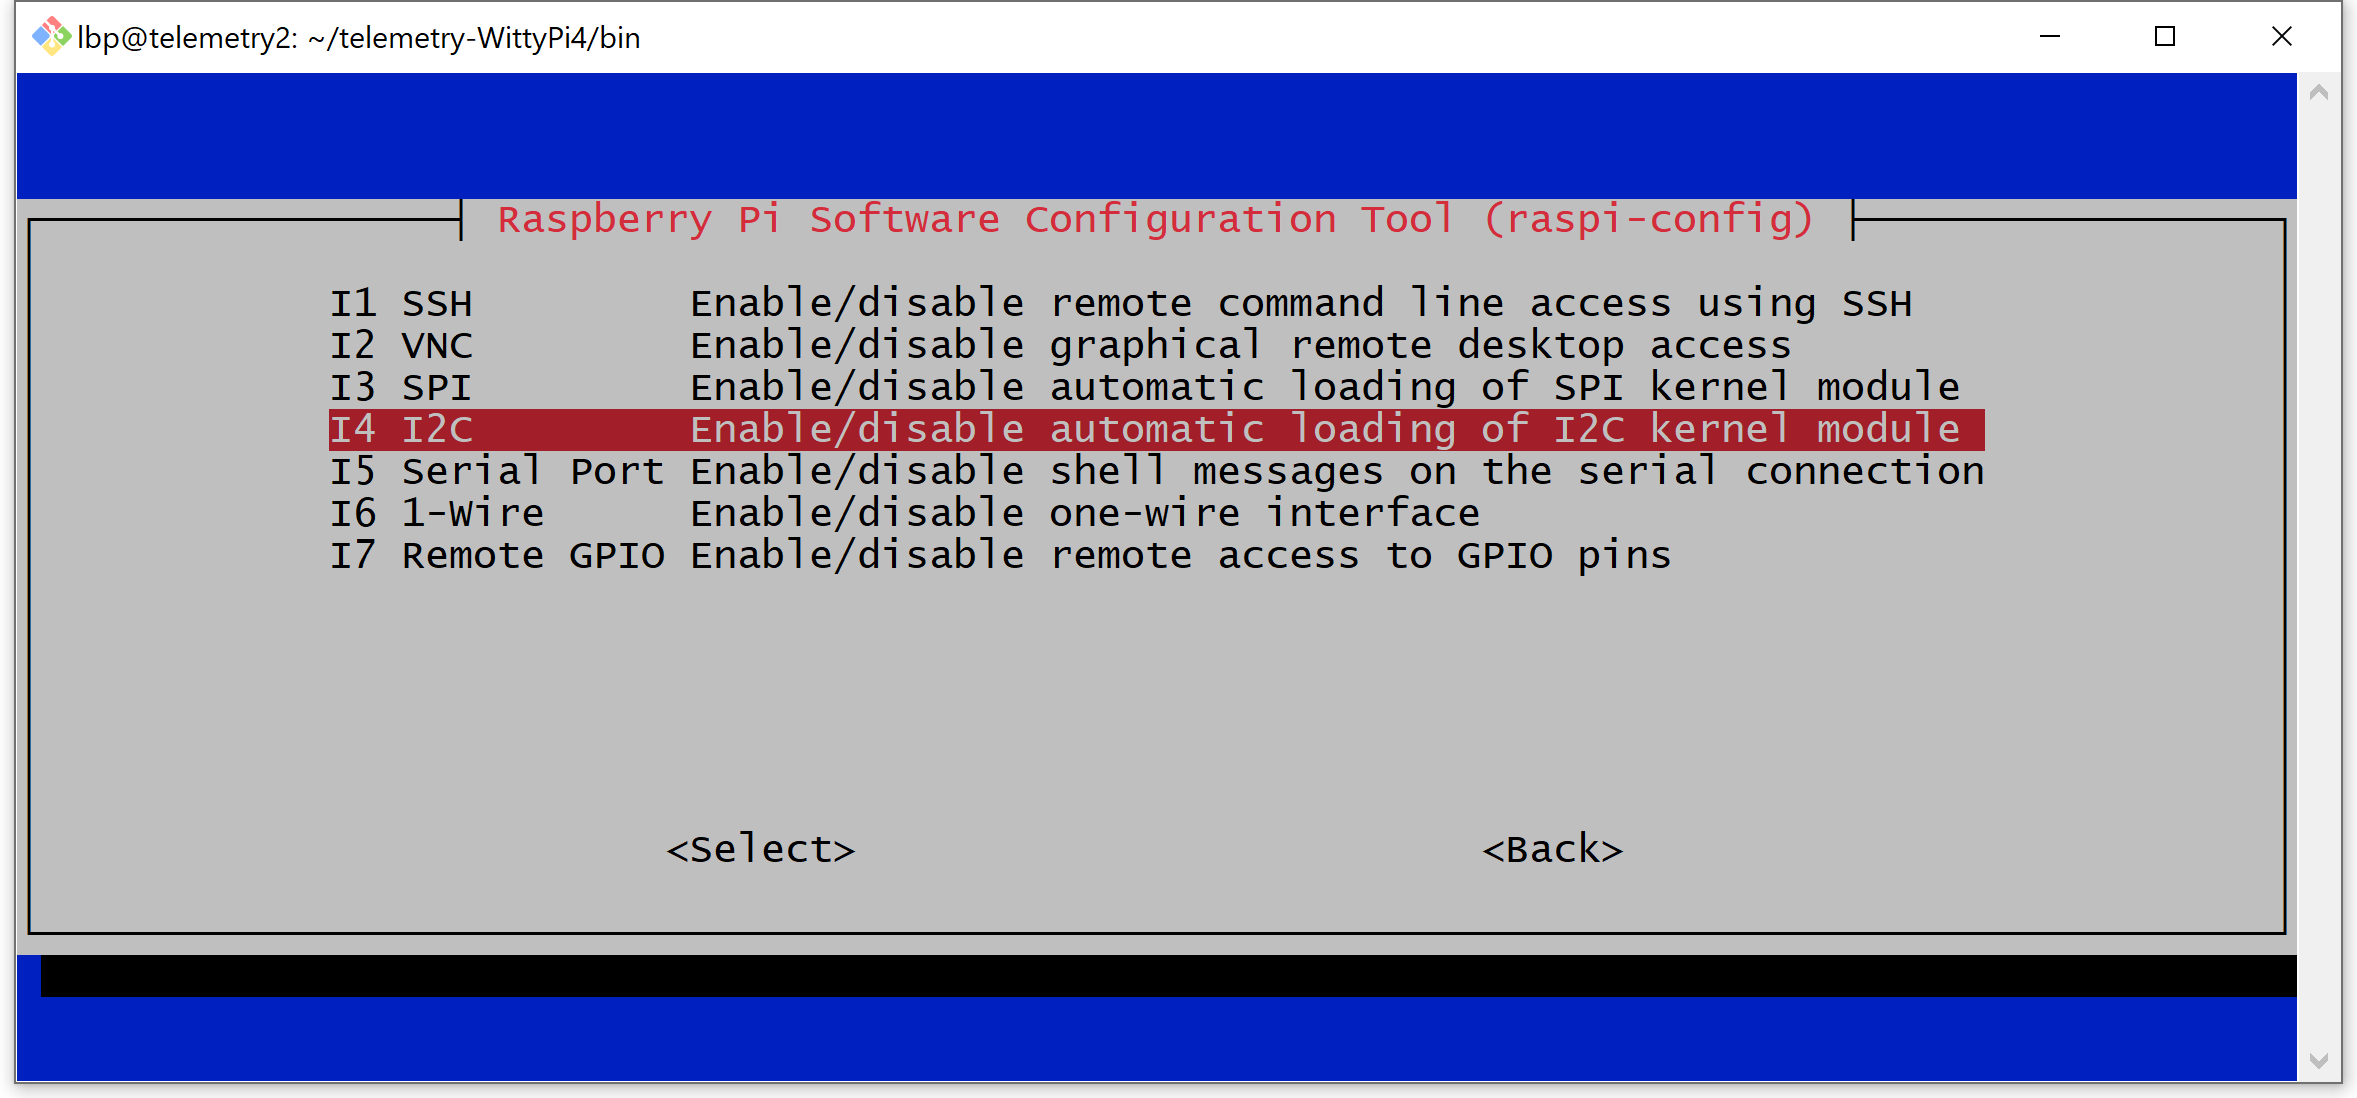 lbp@telemetry2: ~/telemetry-WittyPi4/bin
Raspberry Pi Software Configuration Tool (raspi-config)
I1 SSH Enable/disable remote command line access using SSH
I2 VNC Enable/disable graphical remote desktop access
I3 SPI Enable/disable automatic loading of SPI kernel module
I4 I2C Enable/disable automatic loading of I2C kernel module
I5 Serial Port Enable/disable shell messages on the serial connection
I6 1-Wire Enable/disable one-wire interface
I7 Remote GPIO Enable/disable remote access to GPIO pins
<Select> <Back>